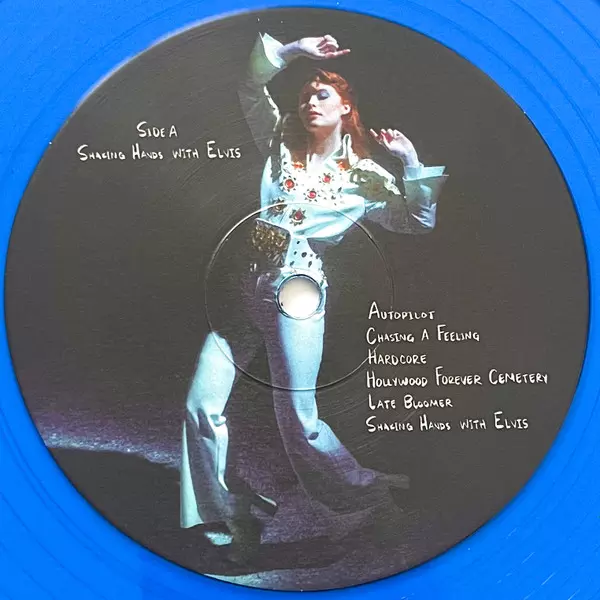 Side A
Shaking Hands with Elvis
Autopilot
Chasing A Feeling
Hardcore
Hollywood Forever Cemetery
Late Bloomer
Shaking Hands with Elvis